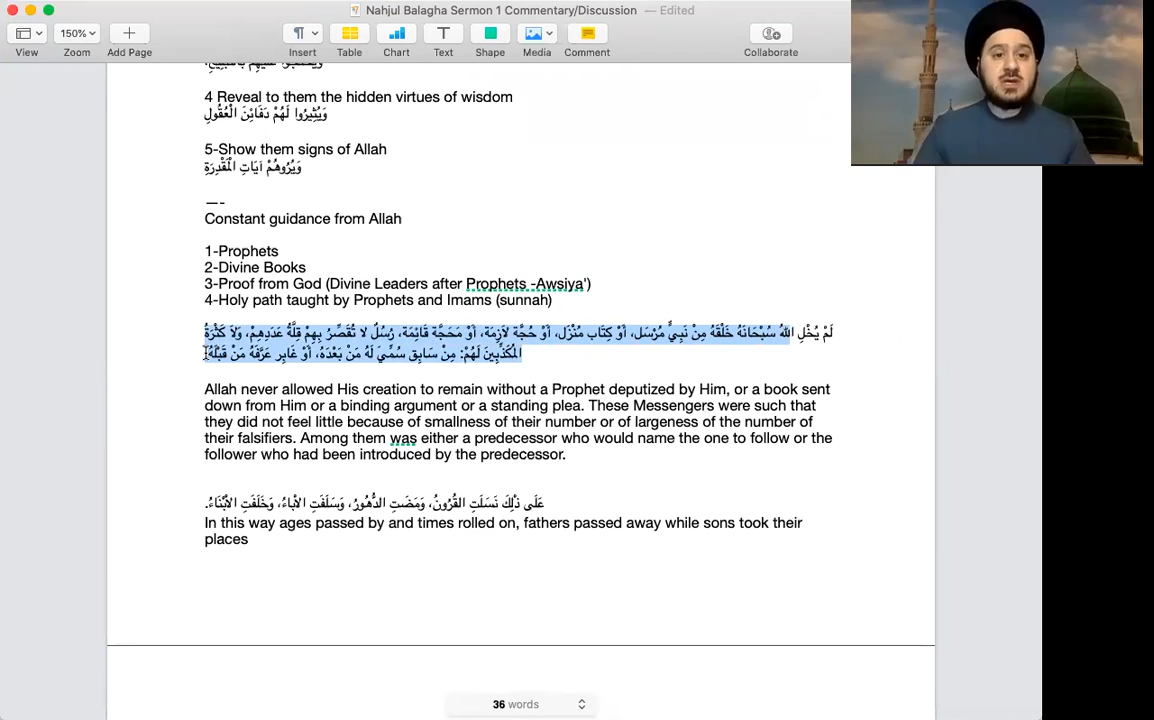 Nahjul Balagha Sermon 1 Commentary/Discussion — Edited
150%
View Zoom Add Page Insert Table Chart Text Shape Media Comment Collaborate
4 Reveal to them the hidden virtues of wisdom
وَيُثِيرُوا لَهُمْ دَفَائِنَ الْعُقُولِ
5-Show them signs of Allah
وَيُرُوهُمْ آيَاتِ الْمَقْدِرَةِ
—-
Constant guidance from Allah
1-Prophets
2-Divine Books
3-Proof from God (Divine Leaders after Prophets -Awsiya')
4-Holy path taught by Prophets and Imams (sunnah)
لَمْ يُخْلِ اللهُ سُبْحَانَهُ خَلْقَهُ مِنْ نَبِيٍّ مُرْسَل، أَوْ كِتَاب مُنْزَل، أَوْ حُجَّة لاَزِمَة، أَوْ مَحَجَّة قَائِمَة، رُسُلٌ لا تُقَصِّرُ بِهِمْ قِلَّةُ عَدَدِهِمْ، وَلاَ كَثْرَةُ
المُكَذِّبِينَ لَهُمْ: مِنْ سَابِق سُمِّيَ لَهُ مَنْ بَعْدَهُ، أَوْ غَابِر عَرَّفَهُ مَنْ قَبْلَهُ
Allah never allowed His creation to remain without a Prophet deputized by Him, or a book sent
down from Him or a binding argument or a standing plea. These Messengers were such that
they did not feel little because of smallness of their number or of largeness of the number of
their falsifiers. Among them was either a predecessor who would name the one to follow or the
follower who had been introduced by the predecessor.
عَلَى ذلِكَ نَسَلَتِ القُرُونُ، وَمَضَتِ الدُّهُورُ، وَسَلَفَتِ الاْباءُ، وَخَلَفَتِ الاْبْنَاءُ.
In this way ages passed by and times rolled on, fathers passed away while sons took their
places
36 words